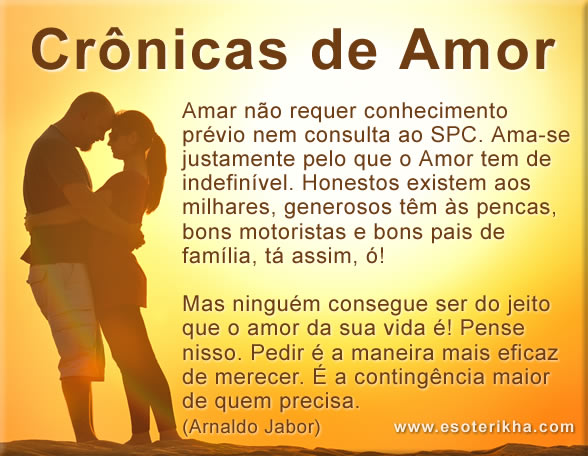 Crônicas de Amor
Amar não requer conhecimento
prévio nem consulta ao SPC. Ama-se
justamente pelo que o Amor tem de
indefinível. Honestos existem aos
milhares, generosos têm às pencas,
bons motoristas e bons pais de
família, tá assim, ó!
Mas ninguém consegue ser do jeito
que o amor da sua vida é! Pense
nisso. Pedir é a maneira mais eficaz
de merecer. É a contingência maior
de quem precisa.
(Arnaldo Jabor)
www.esoterikha.com